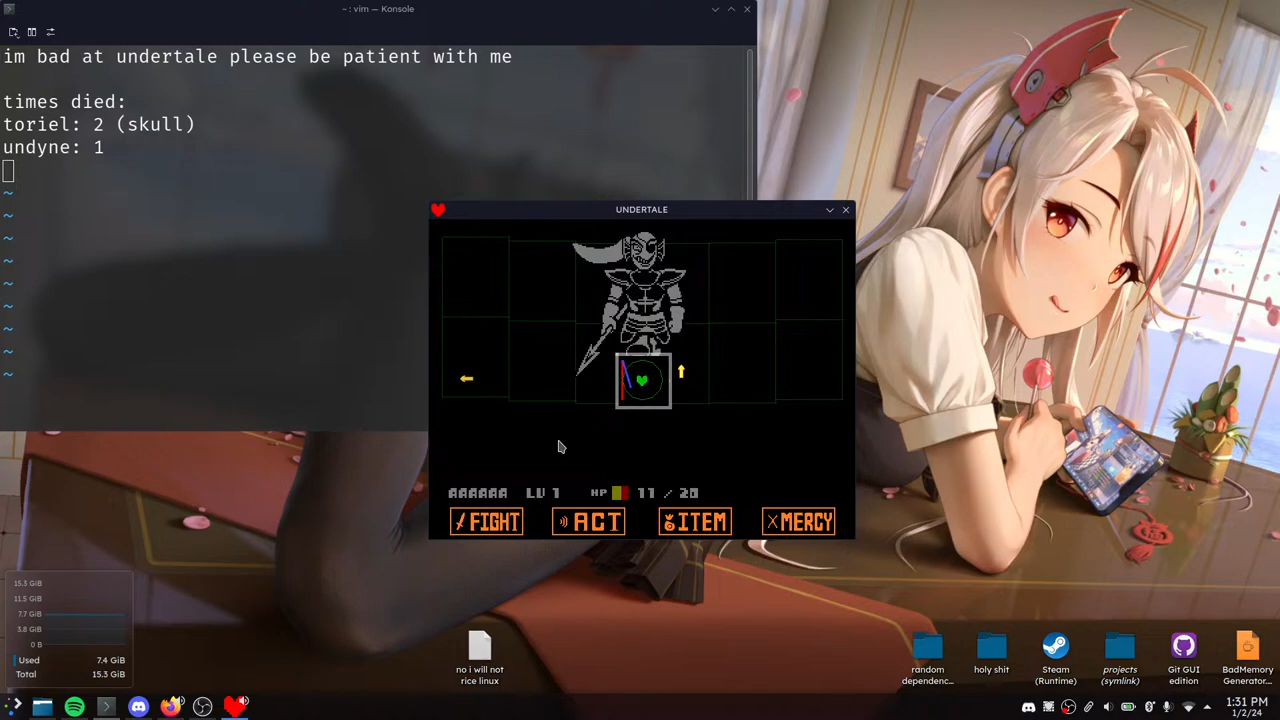 ~ : vim — Konsole
im bad at undertale please be patient with me
times died:
toriel: 2 (skull)
undyne: 1
~
~
~
~
~
~
~
~
~
UNDERTALE
AAAAAA LV 1 HP 11 / 20
FIGHT ACT ITEM MERCY
15.3 GiB
11.5 GiB
7.7 GiB
3.8 GiB
0 B
Used 7.4 GiB
Total 15.3 GiB
no i will not
rice linux
random
dependenc...
holy shit
Steam
(Runtime)
projects
(symlink)
Git GUI
edition
BadMemory
Generator...
1:31 PM
1/2/24